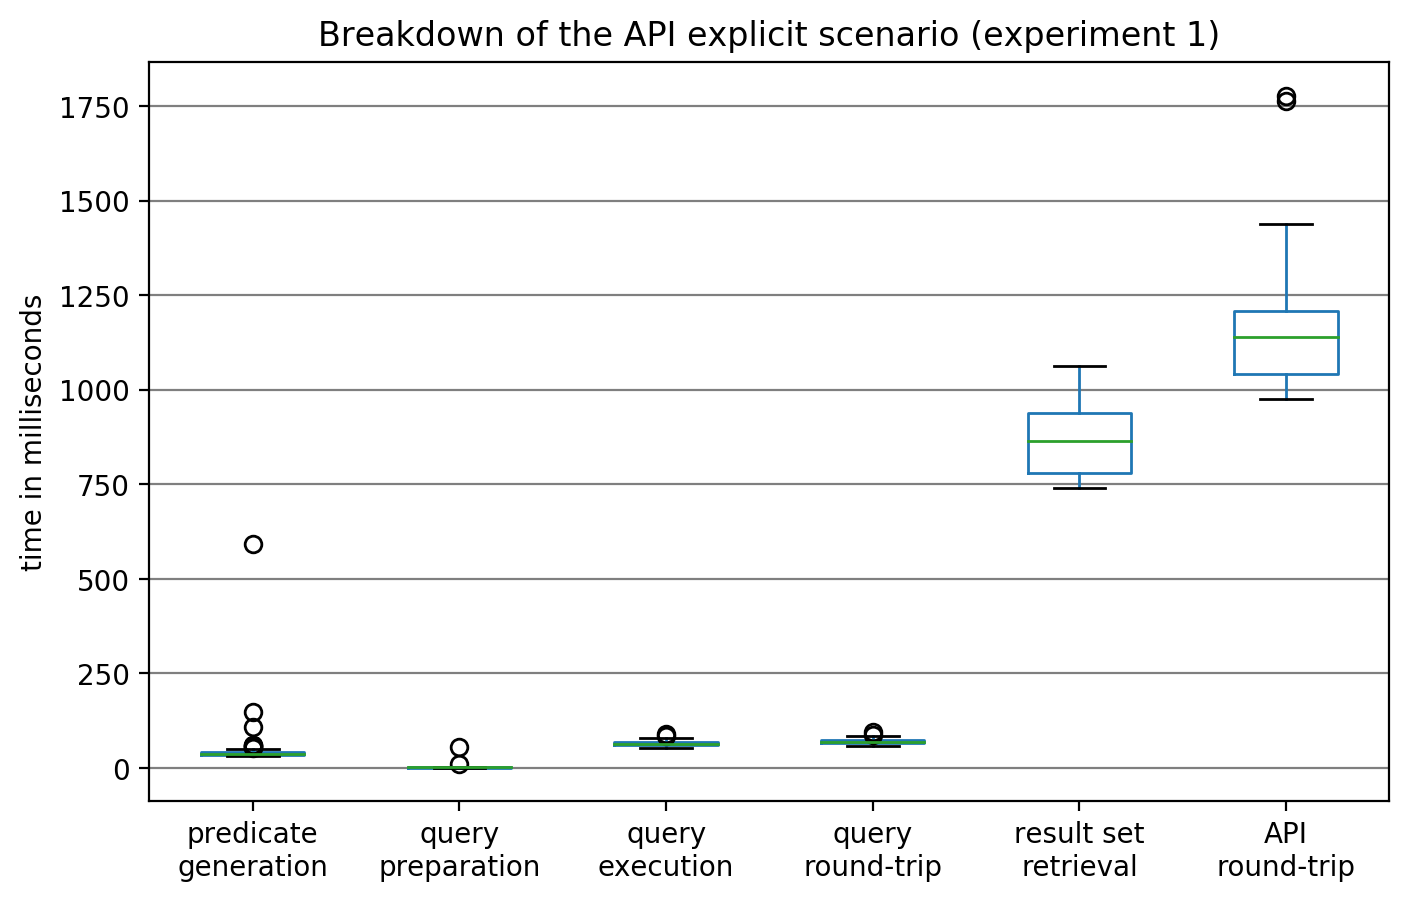 Breakdown of the API explicit scenario (experiment 1)
time in milliseconds
1750
1500
1250
1000
750
500
250
0
predicate
generation
query
preparation
query
execution
query
round-trip
result set
retrieval
API
round-trip